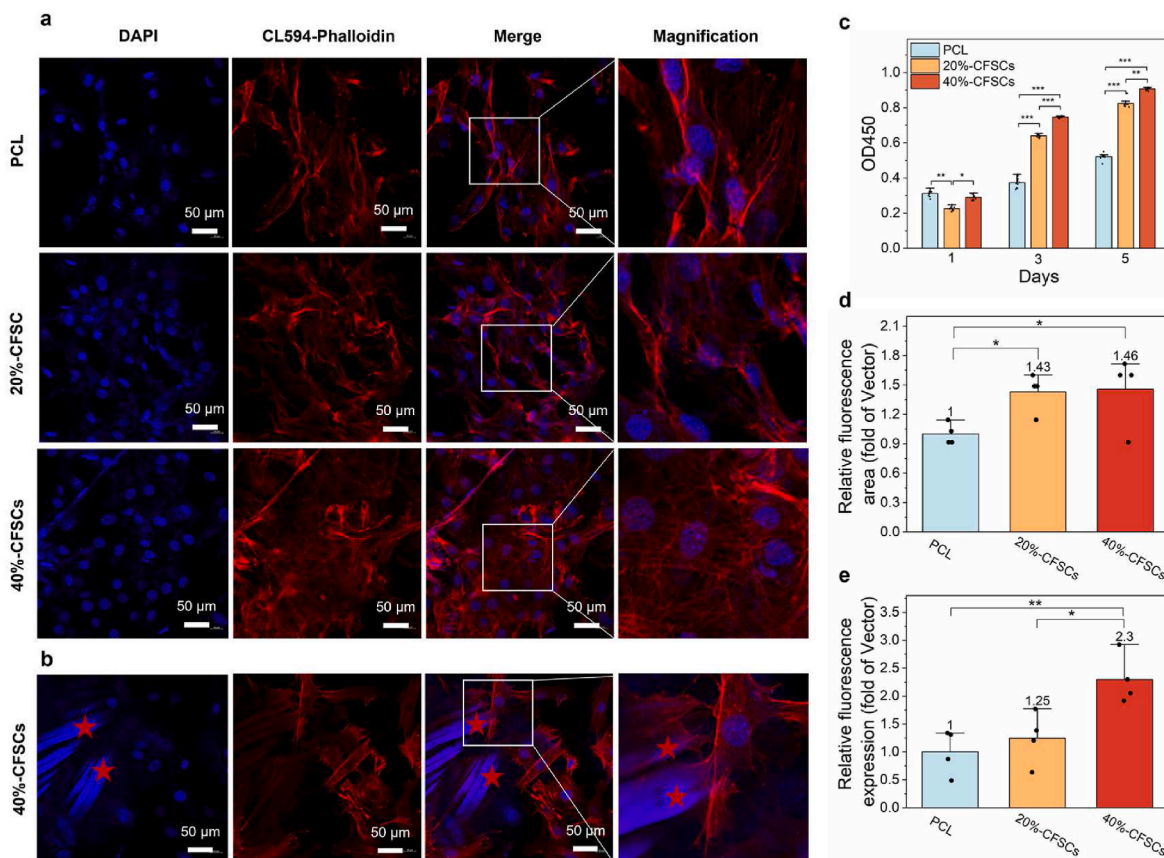 a
DAPI CL594-Phalloidin Merge Magnification
PCL
50 μm 50 μm 50 μm
20%-CFSC
50 μm 50 μm 50 μm
40%-CFSCs
50 μm 50 μm 50 μm
b
40%-CFSCs
50 μm 50 μm 50 μm
c
PCL
20%-CFSCs
40%-CFSCs
OD450
1.0
0.8
0.6
0.4
0.2
0.0
** *
*** *** ***
*** *** **
1 3 5
Days
d
Relative fluorescence
area (fold of Vector)
2.1
1.8
1.5
1.2
0.9
0.6
0.3
0.0
*
*
1 1.43 1.46
PCL 20%-CFSCs 40%-CFSCs
e
Relative fluorescence
expression (fold of Vector)
3.5
3.0
2.5
2.0
1.5
1.0
0.5
0.0
**
*
1 1.25 2.3
PCL 20%-CFSCs 40%-CFSCs